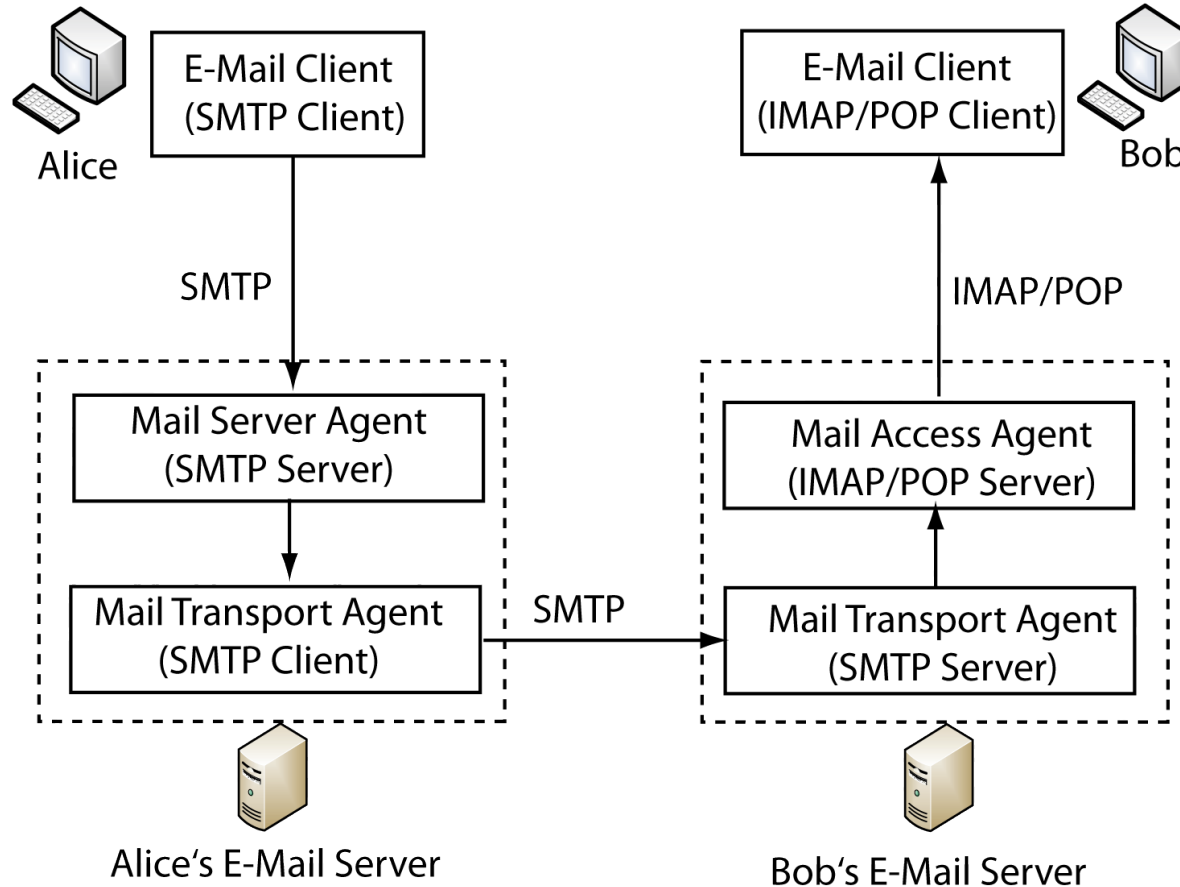 E-Mail Client
(SMTP Client)
Alice
E-Mail Client
(IMAP/POP Client)
Bob
SMTP
IMAP/POP
Mail Server Agent
(SMTP Server)
Mail Access Agent
(IMAP/POP Server)
Mail Transport Agent
(SMTP Client)
SMTP
Mail Transport Agent
(SMTP Server)
Alice‘s E-Mail Server
Bob‘s E-Mail Server